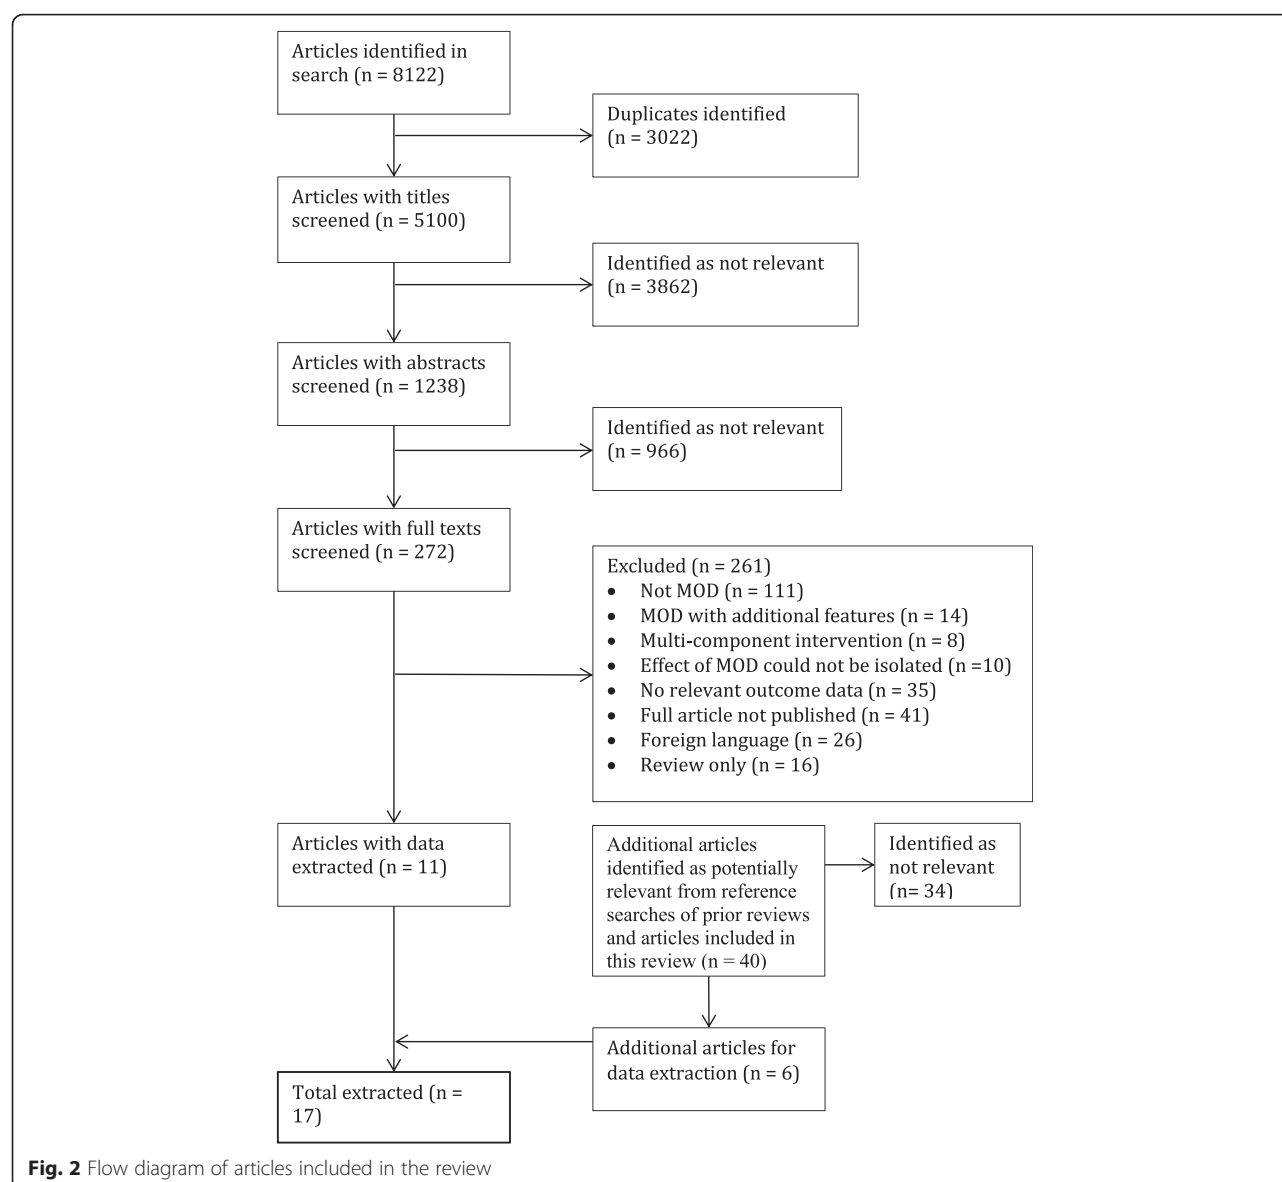 Articles identified in
search (n = 8122)
Duplicates identified
(n = 3022)
Articles with titles
screened (n = 5100)
Identified as not relevant
(n = 3862)
Articles with abstracts
screened (n = 1238)
Identified as not relevant
(n = 966)
Articles with full texts
screened (n = 272)
Excluded (n = 261)
• Not MOD (n = 111)
• MOD with additional features (n = 14)
• Multi-component intervention (n = 8)
• Effect of MOD could not be isolated (n =10)
• No relevant outcome data (n = 35)
• Full article not published (n = 41)
• Foreign language (n = 26)
• Review only (n = 16)
Articles with data
extracted (n = 11)
Additional articles
identified as potentially
relevant from reference
searches of prior reviews
and articles included in
this review (n = 40)
Identified as
not relevant
(n= 34)
Additional articles for
data extraction (n = 6)
Total extracted (n =
17)
Fig. 2 Flow diagram of articles included in the review